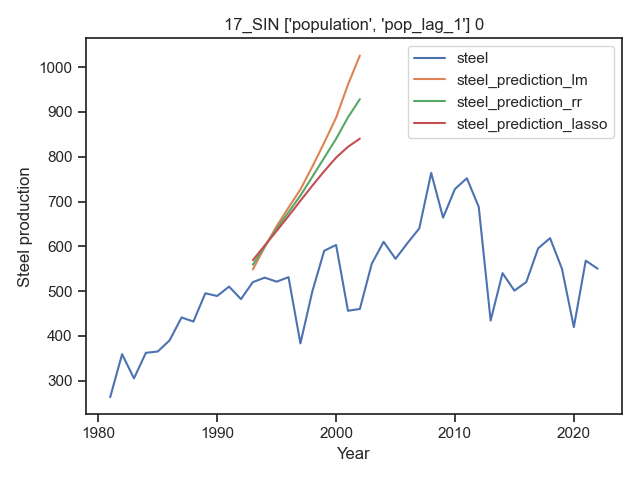 17_SIN ['population', 'pop_lag_1'] 0
steel
steel_prediction_lm
steel_prediction_rr
steel_prediction_lasso
Steel production
1000
900
800
700
600
500
400
300
1980
1990
2000
2010
2020
Year